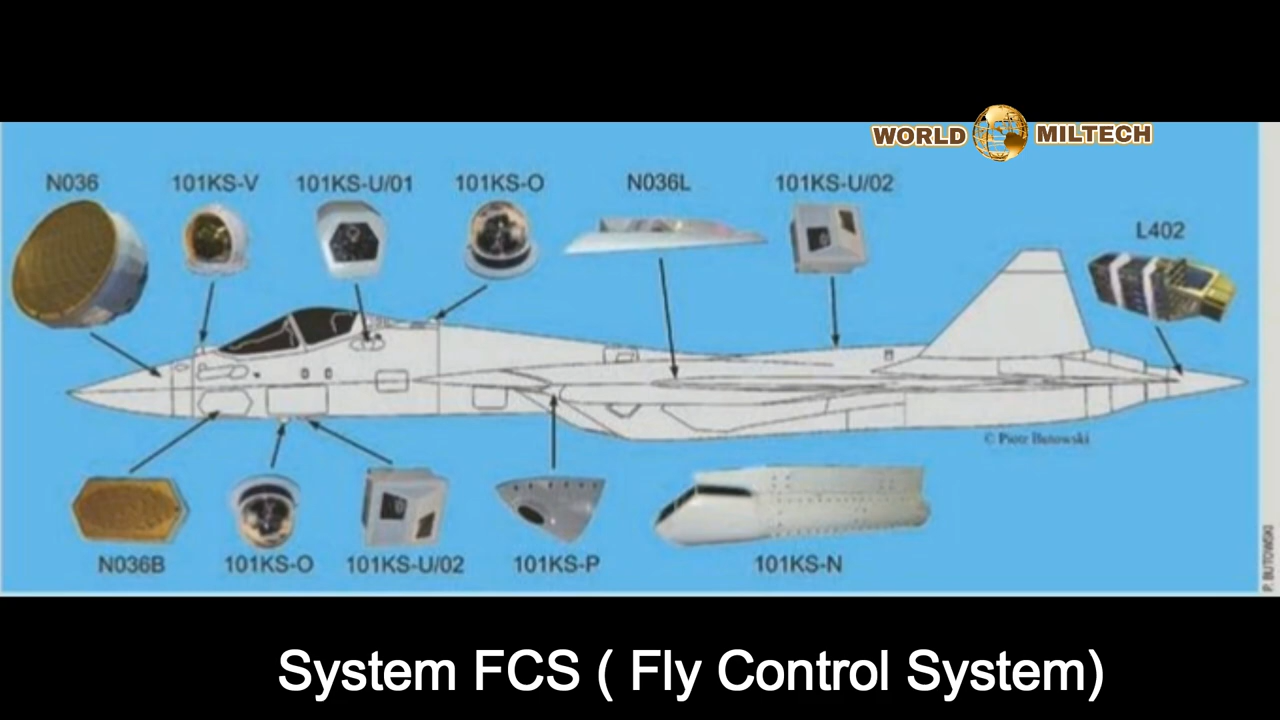 WORLD MILTECH
N036 101KS-V 101KS-U/01 101KS-O N036L 101KS-U/02
L402
© Piotr Butowski
N036B 101KS-O 101KS-U/02 101KS-P 101KS-N
P. BUTOWSKI
System FCS ( Fly Control System)